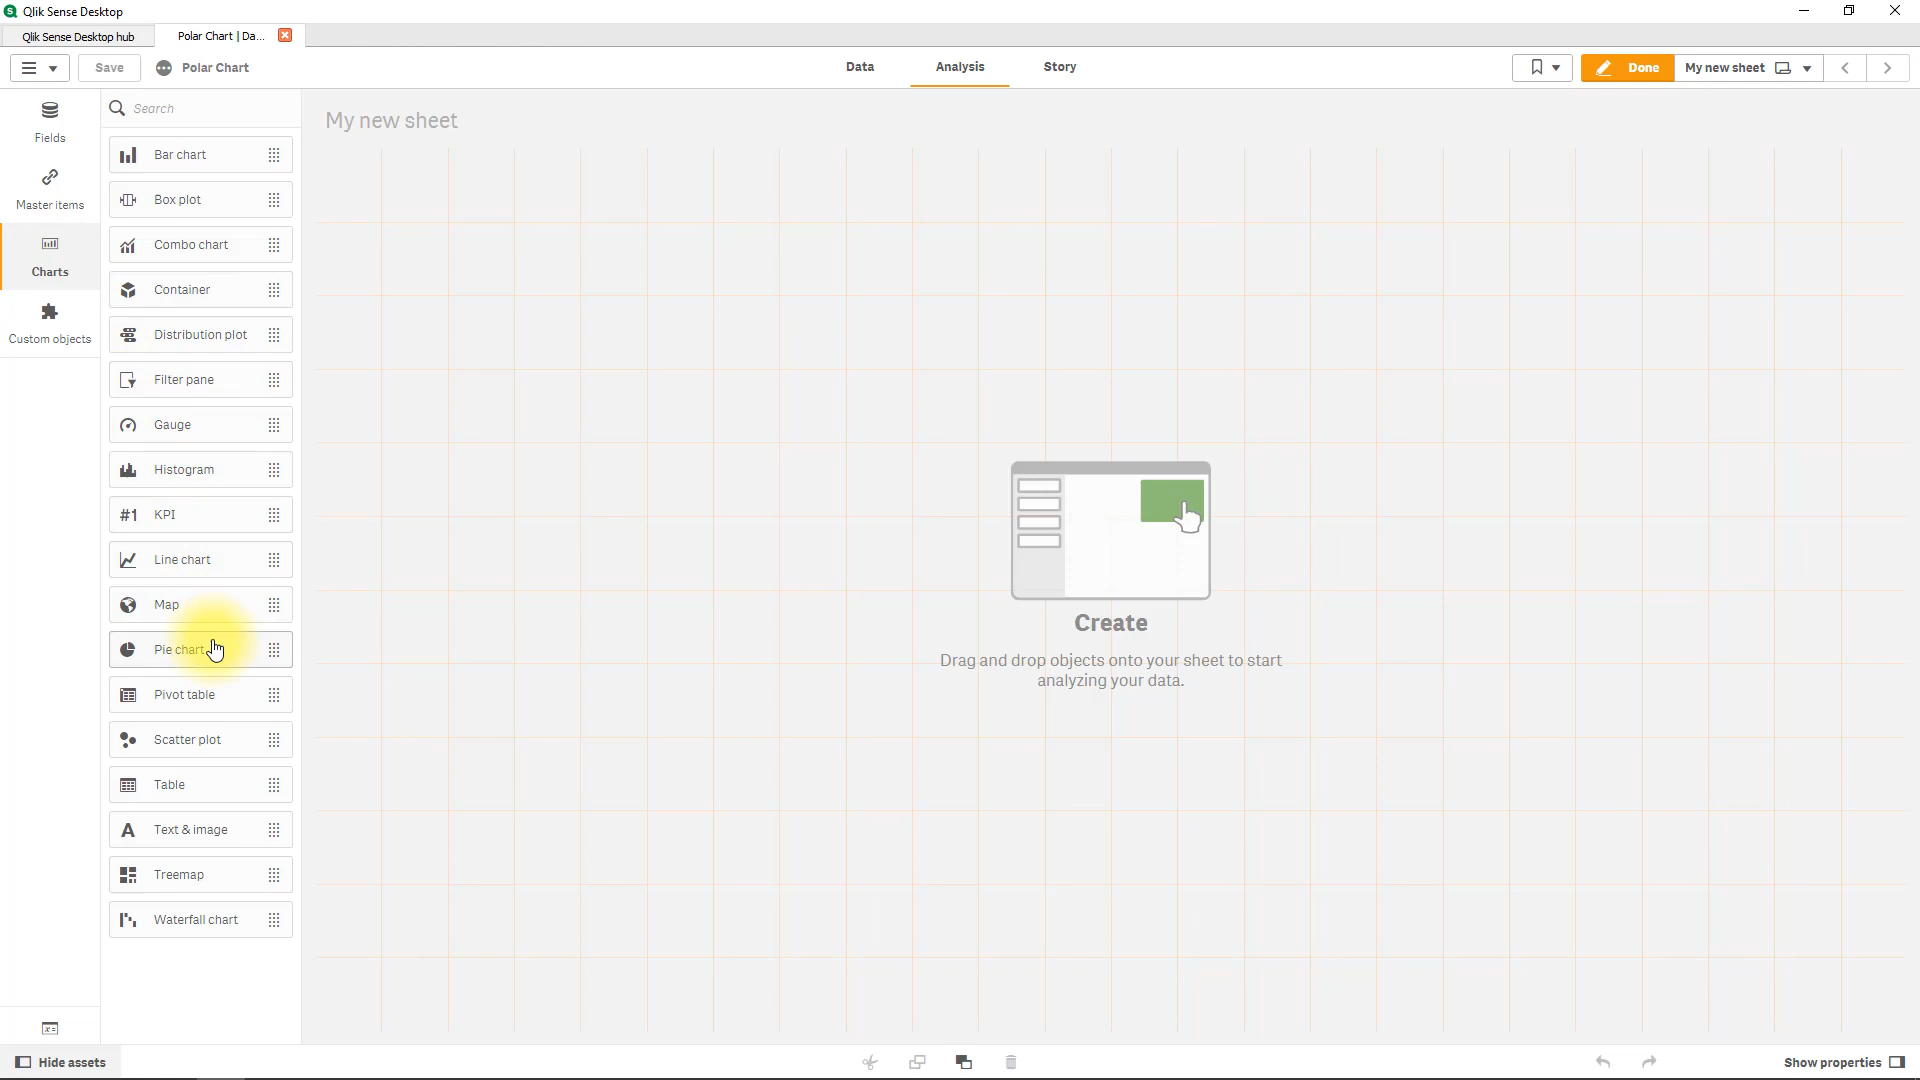 Qlik Sense Desktop
Qlik Sense Desktop hub
Polar Chart | Da...
Save
Polar Chart
Data
Analysis
Story
Done
My new sheet
Fields
Master items
Charts
Custom objects
Search
Bar chart
Box plot
Combo chart
Container
Distribution plot
Filter pane
Gauge
Histogram
#1 KPI
Line chart
Map
Pie chart
Pivot table
Scatter plot
Table
A Text & image
Treemap
Waterfall chart
My new sheet
Create
Drag and drop objects onto your sheet to start
analyzing your data.
Hide assets
Show properties